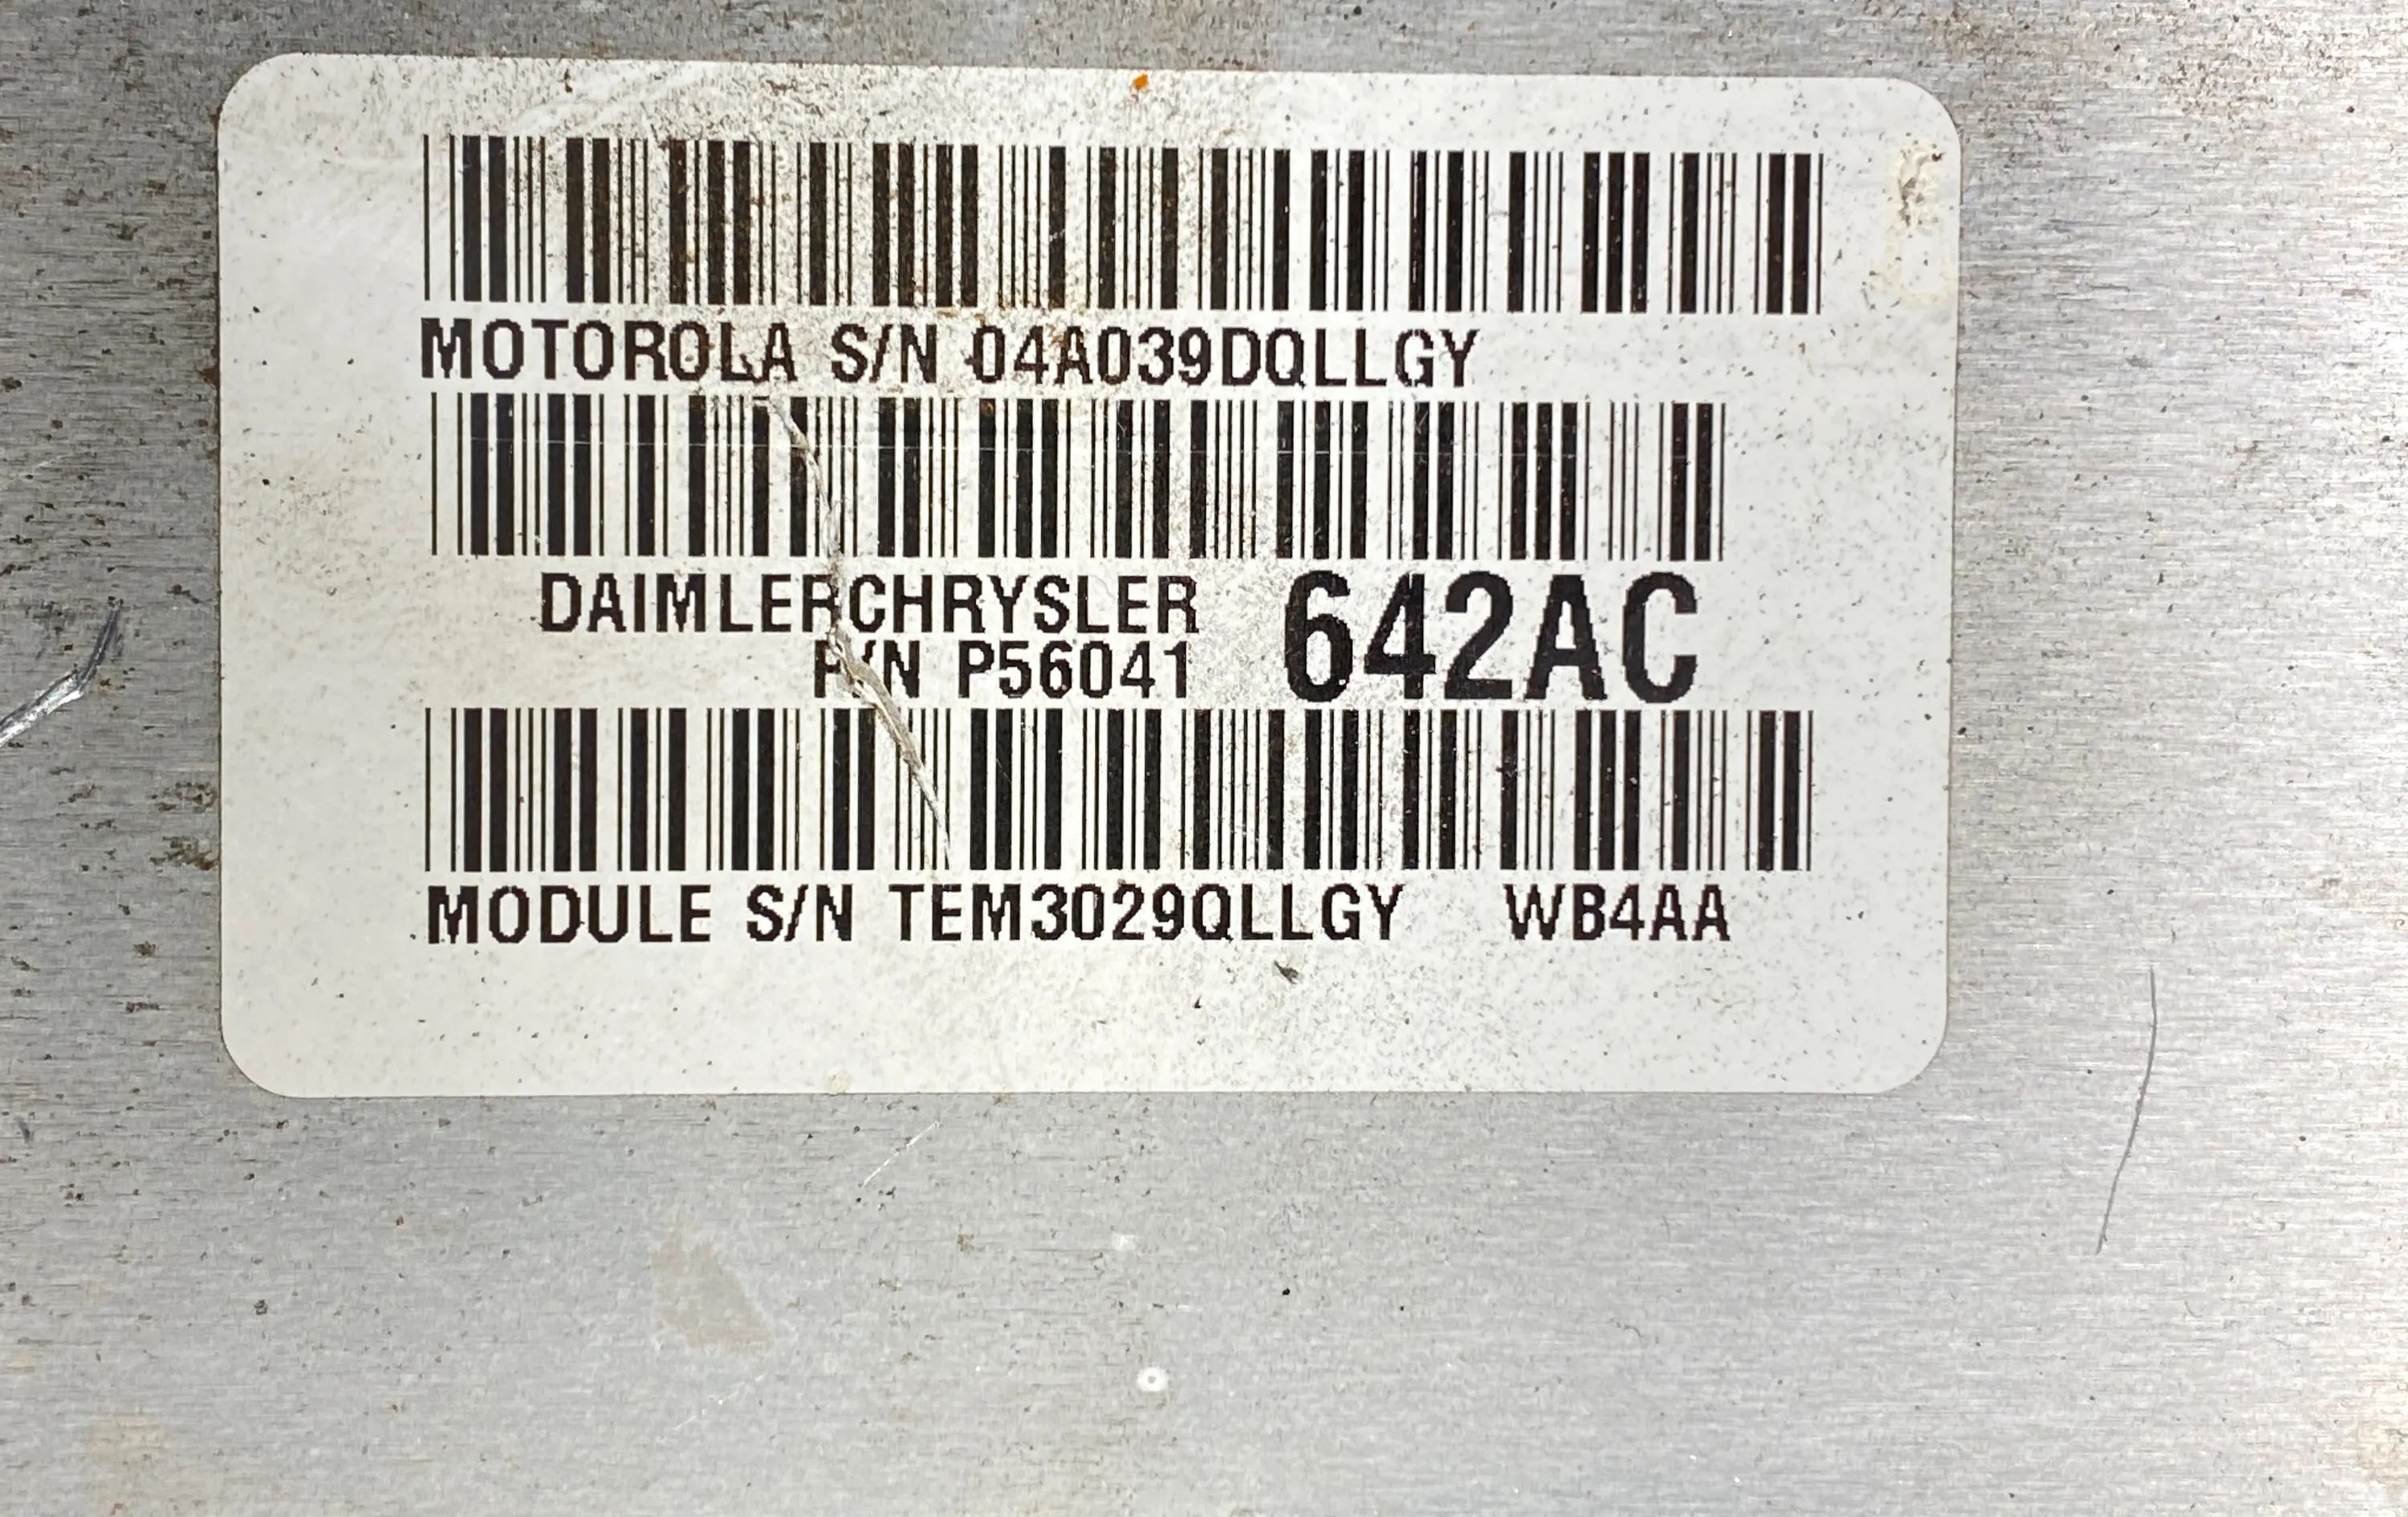 MOTOROLA S/N 04A039DQLLGY
DAIMLERCHRYSLER 642AC
P/N P56041
MODULE S/N TEM3029QLLGY WB4AA